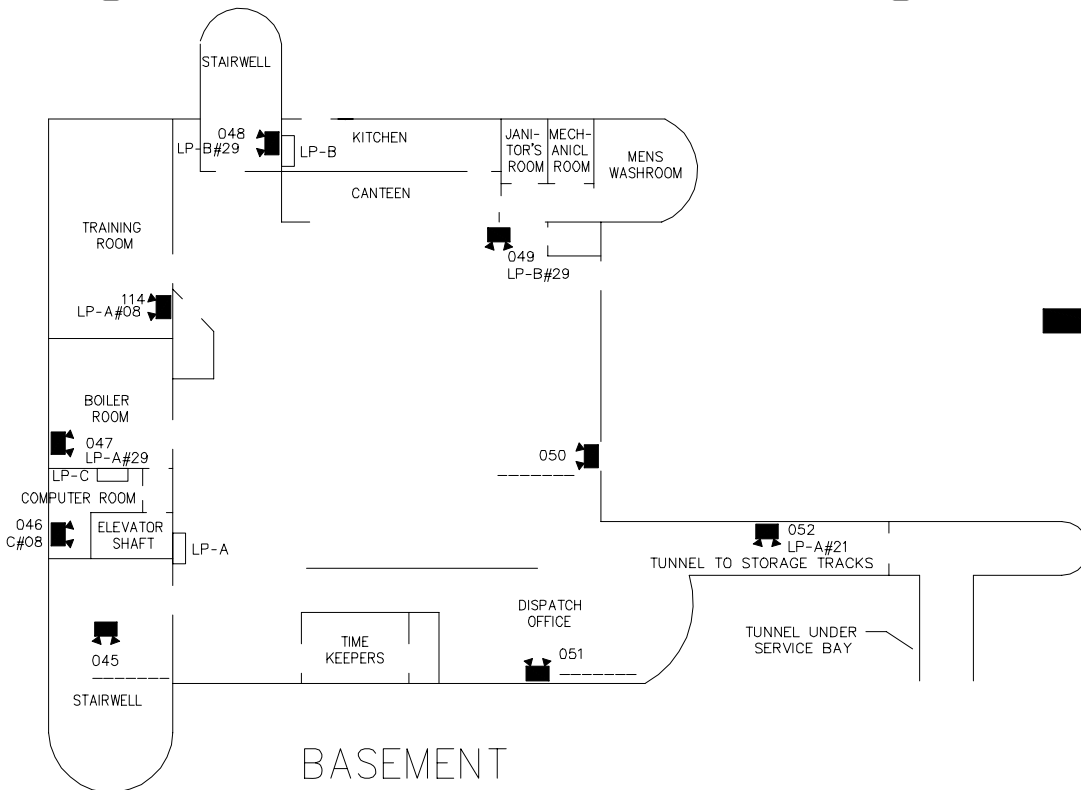 STAIRWELL
048
LP-B#29
LP-B
KITCHEN
JANI-
TOR'S
ROOM
MECH-
ANICL
ROOM
MENS
WASHROOM
CANTEEN
TRAINING
ROOM
049
LP-B#29
114
LP-A#08
BOILER
ROOM
047
LP-A#29
LP-C
COMPUTER ROOM
050
046
C#08
ELEVATOR
SHAFT
LP-A
052
LP-A#21
TUNNEL TO STORAGE TRACKS
DISPATCH
OFFICE
TIME
KEEPERS
TUNNEL UNDER
SERVICE BAY
045
051
STAIRWELL
BASEMENT